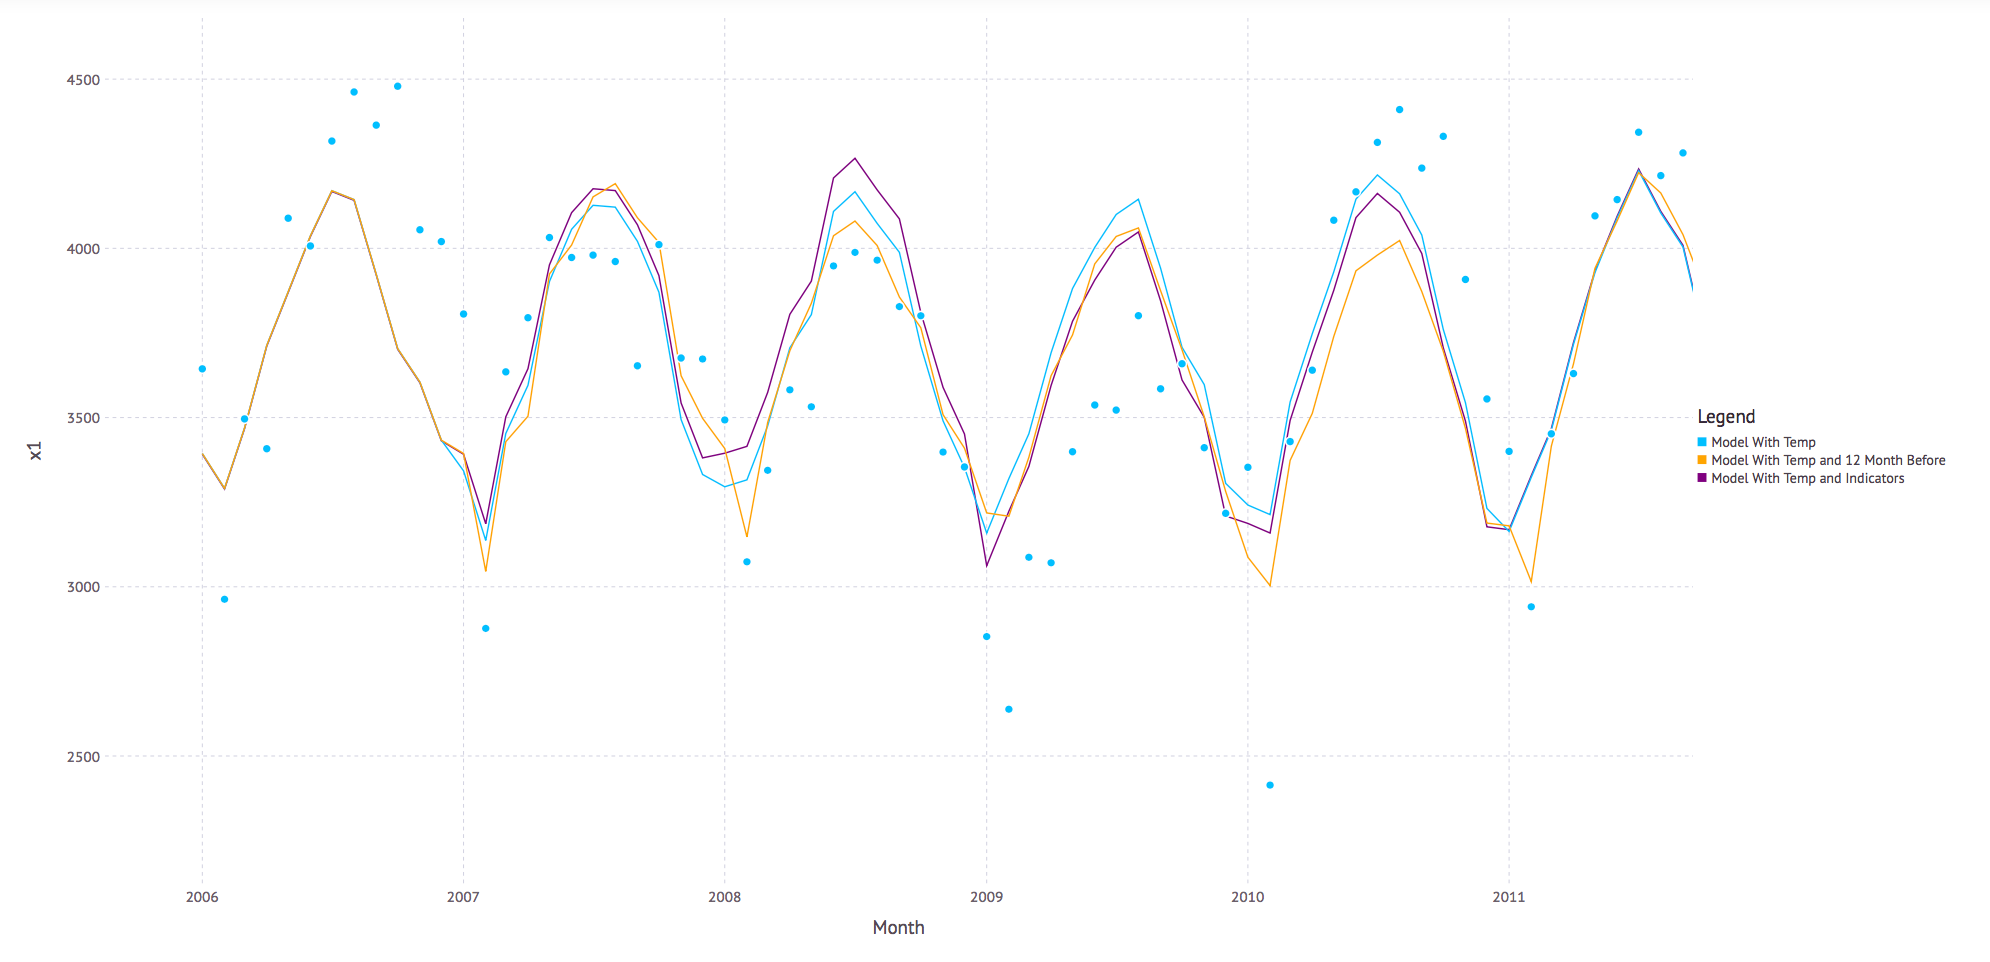 4500
4000
3500
3000
2500
x1
2006 2007 2008 2009 2010 2011
Month
Legend
Model With Temp
Model With Temp and 12 Month Before
Model With Temp and Indicators